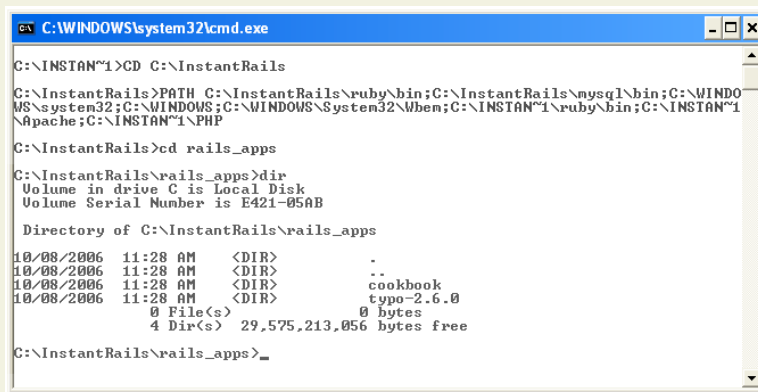 C:\WINDOWS\system32\cmd.exe
C:\INSTAN~1>CD C:\InstantRails
C:\InstantRails>PATH C:\InstantRails\ruby\bin;C:\InstantRails\mysql\bin;C:\WINDO
WS\system32;C:\WINDOWS;C:\WINDOWS\System32\Wbem;C:\INSTAN~1\ruby\bin;C:\INSTAN~1
\Apache;C:\INSTAN~1\PHP
C:\InstantRails>cd rails_apps
C:\InstantRails\rails_apps>dir
Volume in drive C is Local Disk
Volume Serial Number is E421-05AB
Directory of C:\InstantRails\rails_apps
10/08/2006  11:28 AM    <DIR>          .
10/08/2006  11:28 AM    <DIR>          ..
10/08/2006  11:28 AM    <DIR>          cookbook
10/08/2006  11:28 AM    <DIR>          typo-2.6.0
0 File(s)              0 bytes
4 Dir(s)  29,575,213,056 bytes free
C:\InstantRails\rails_apps>_